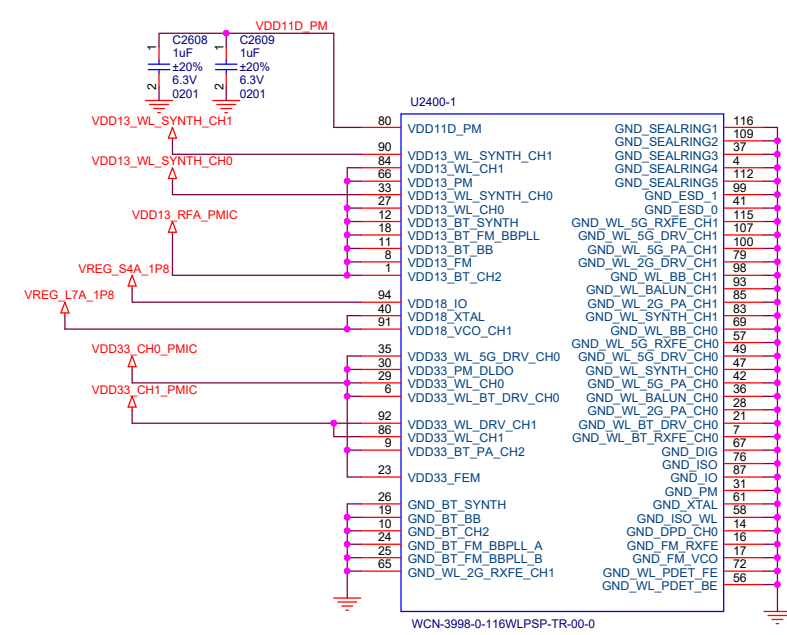 VDD11D_PM
C2608
1uF
±20%
6.3V
0201
1
2
C2609
1uF
±20%
6.3V
0201
1
2
VDD13_WL_SYNTH_CH1
VDD13_WL_SYNTH_CH0
VDD13_RFA_PMIC
VREG_S4A_1P8
VREG_L7A_1P8
VDD33_CH0_PMIC
VDD33_CH1_PMIC
U2400-1
80 VDD11D_PM
90 VDD13_WL_SYNTH_CH1
84 VDD13_WL_CH1
66 VDD13_PM
33 VDD13_WL_SYNTH_CH0
27 VDD13_WL_CH0
12 VDD13_BT_SYNTH
18 VDD13_BT_FM_BBPLL
11 VDD13_BT_BB
8 VDD13_FM
1 VDD13_BT_CH2
94 VDD18_IO
40 VDD18_XTAL
91 VDD18_VCO_CH1
35 VDD33_WL_5G_DRV_CH0
30 VDD33_PM_DLDO
29 VDD33_WL_CH0
6 VDD33_WL_BT_DRV_CH0
92 VDD33_WL_DRV_CH1
86 VDD33_WL_CH1
9 VDD33_BT_PA_CH2
23 VDD33_FEM
26 GND_BT_SYNTH
19 GND_BT_BB
10 GND_BT_CH2
24 GND_BT_FM_BBPLL_A
25 GND_BT_FM_BBPLL_B
65 GND_WL_2G_RXFE_CH1
GND_SEALRING1 116
GND_SEALRING2 109
GND_SEALRING3 37
GND_SEALRING4 4
GND_SEALRING5 112
GND_ESD_1 99
GND_ESD_0 41
GND_WL_5G_RXFE_CH1 115
GND_WL_5G_DRV_CH1 107
GND_WL_5G_PA_CH1 100
GND_WL_2G_DRV_CH1 79
GND_WL_BB_CH1 98
GND_WL_BALUN_CH1 93
GND_WL_2G_PA_CH1 85
GND_WL_SYNTH_CH1 83
GND_WL_BB_CH0 69
GND_WL_5G_RXFE_CH0 57
GND_WL_5G_DRV_CH0 49
GND_WL_SYNTH_CH0 47
GND_WL_5G_PA_CH0 42
GND_WL_BALUN_CH0 36
GND_WL_2G_PA_CH0 28
GND_WL_BT_DRV_CH0 21
GND_WL_BT_RXFE_CH0 7
GND_DIG 67
GND_ISO 76
GND_IO 87
GND_PM 31
GND_XTAL 61
GND_ISO_WL 58
GND_DPD_CH0 14
GND_FM_RXFE 16
GND_FM_VCO 17
GND_WL_PDET_FE 72
GND_WL_PDET_BE 56
WCN-3998-0-116WLPSP-TR-00-0